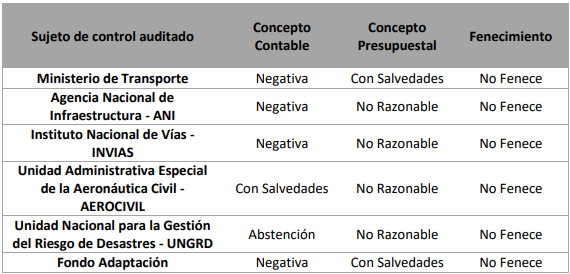 Sujeto de control auditado Concepto Contable Concepto Presupuestal Fenecimiento
Ministerio de Transporte Negativa Con Salvedades No Fenece
Agencia Nacional de Infraestructura - ANI Negativa No Razonable No Fenece
Instituto Nacional de Vías - INVIAS Negativa No Razonable No Fenece
Unidad Administrativa Especial de la Aeronáutica Civil - AEROCIVIL Con Salvedades No Razonable No Fenece
Unidad Nacional para la Gestión del Riesgo de Desastres - UNGRD Abstención No Razonable No Fenece
Fondo Adaptación Negativa Con Salvedades No Fenece